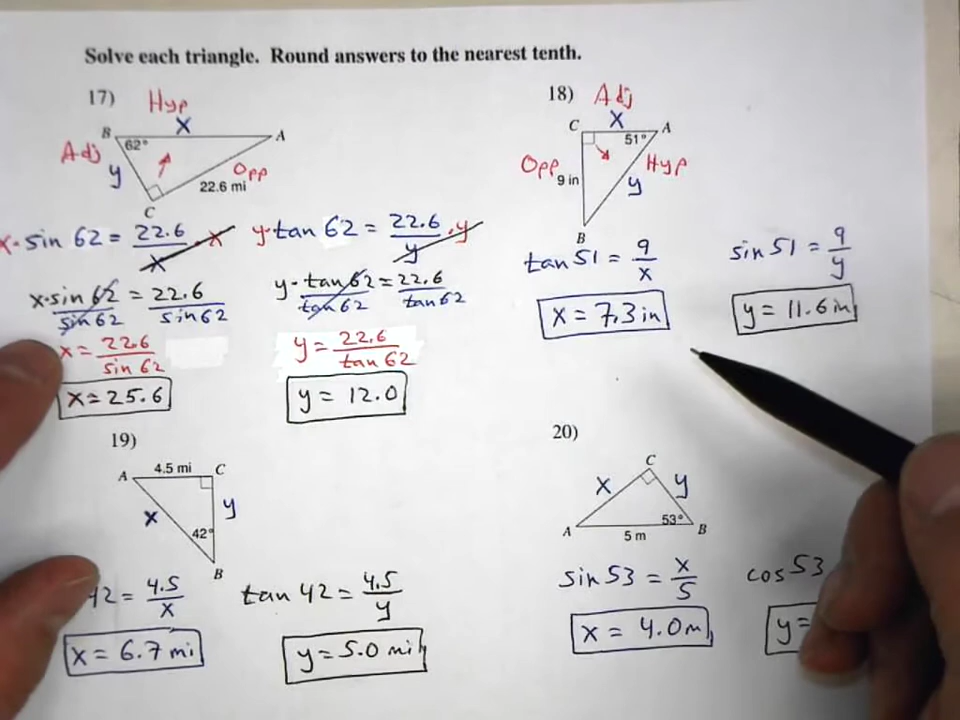 Solve each triangle. Round answers to the nearest tenth.
17)
Hyp
x
B
62°
A
Adj
y
Opp
22.6 mi
C
x·sin 62 = 22.6/x ·x
y·tan 62 = 22.6/y ·y
x·sin 62/sin 62 = 22.6/sin 62
y·tan 62/tan 62 = 22.6/tan 62
x = 22.6/sin 62
y = 22.6/tan 62
x = 25.6
y = 12.0
18)
Adj
x
C
A
51°
Opp
9 in
Hyp
y
B
tan 51 = 9/x
sin 51 = 9/y
x = 7.3 in
y = 11.6 in
19)
A
4.5 mi
C
x
y
42°
B
42 = 4.5/x
tan 42 = 4.5/y
x = 6.7 mi
y = 5.0 mi
20)
C
x
y
53°
A
5 m
B
sin 53 = x/5
cos 53
x = 4.0 m
y =